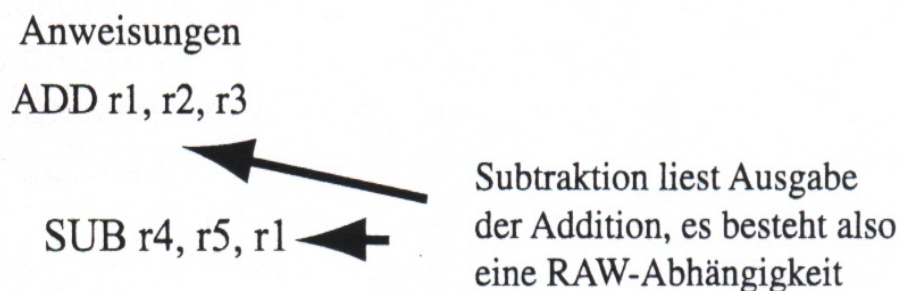 Anweisungen
ADD r1, r2, r3
SUB r4, r5, r1
Subtraktion liest Ausgabe
der Addition, es besteht also
eine RAW-Abhängigkeit